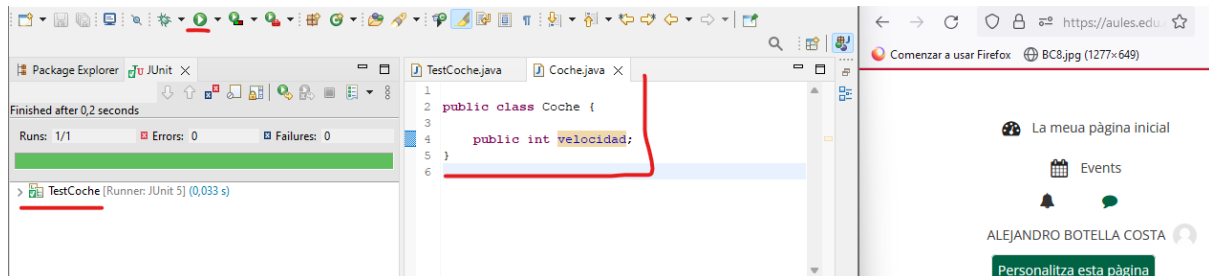 https://aules.edu
Comenzar a usar Firefox BC8.jpg (1277×649)
Package Explorer JUnit
Finished after 0,2 seconds
Runs: 1/1 Errors: 0 Failures: 0
TestCoche [Runner: JUnit 5] (0,033 s)
TestCoche.java Coche.java
1
2 public class Coche {
3
4 public int velocidad;
5 }
6
La meua pàgina inicial
Events
ALEJANDRO BOTELLA COSTA
Personalitza esta pàgina